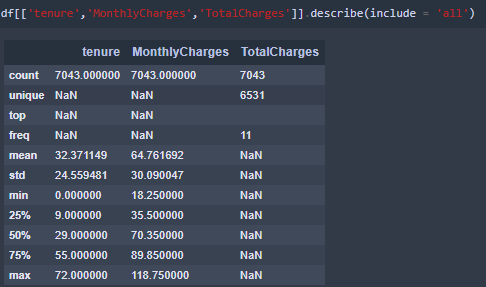 df[['tenure','MonthlyCharges','TotalCharges']].describe(include = 'all')
tenure MonthlyCharges TotalCharges
count 7043.000000 7043.000000 7043
unique NaN NaN 6531
top NaN NaN
freq NaN NaN 11
mean 32.371149 64.761692 NaN
std 24.559481 30.090047 NaN
min 0.000000 18.250000 NaN
25% 9.000000 35.500000 NaN
50% 29.000000 70.350000 NaN
75% 55.000000 89.850000 NaN
max 72.000000 118.750000 NaN